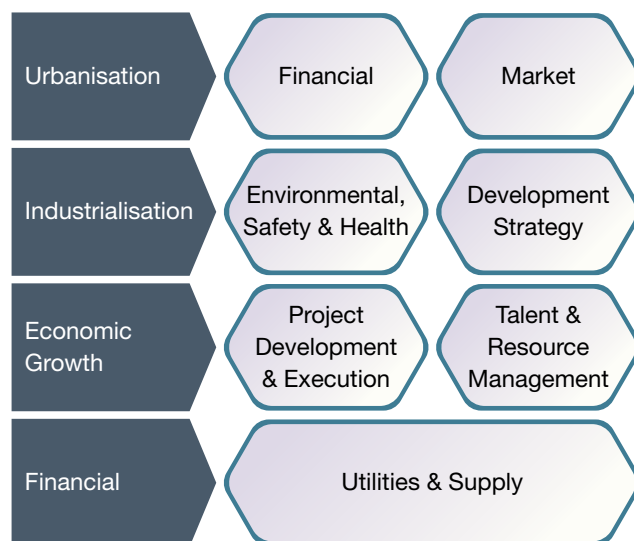 Urbanisation
Financial
Market
Industrialisation
Environmental,
Safety & Health
Development
Strategy
Economic
Growth
Project
Development
& Execution
Talent &
Resource
Management
Financial
Utilities & Supply